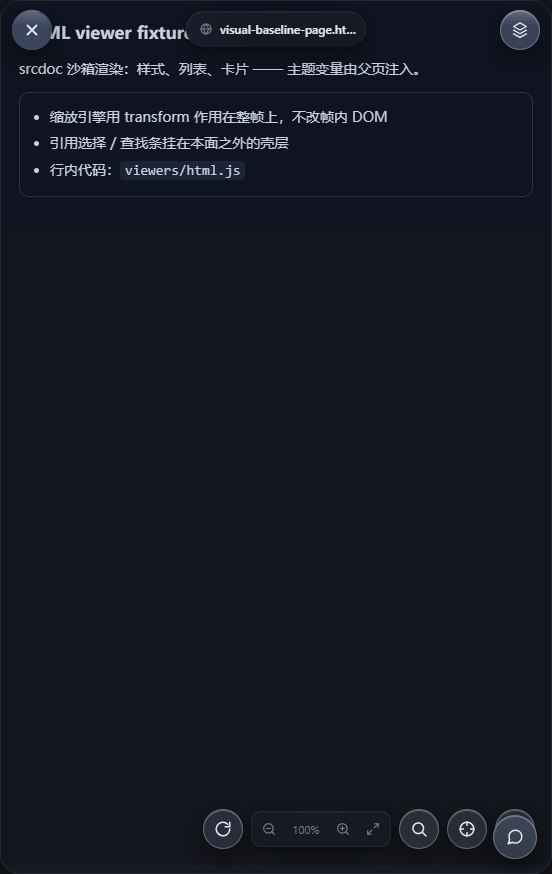 ML viewer fixture
visual-baseline-page.ht...
srcdoc 沙箱渲染：样式、列表、卡片 —— 主题变量由父页注入。
缩放引擎用 transform 作用在整帧上，不改帧内 DOM
引用选择 / 查找条挂在本面之外的壳层
行内代码： viewers/html.js
100%